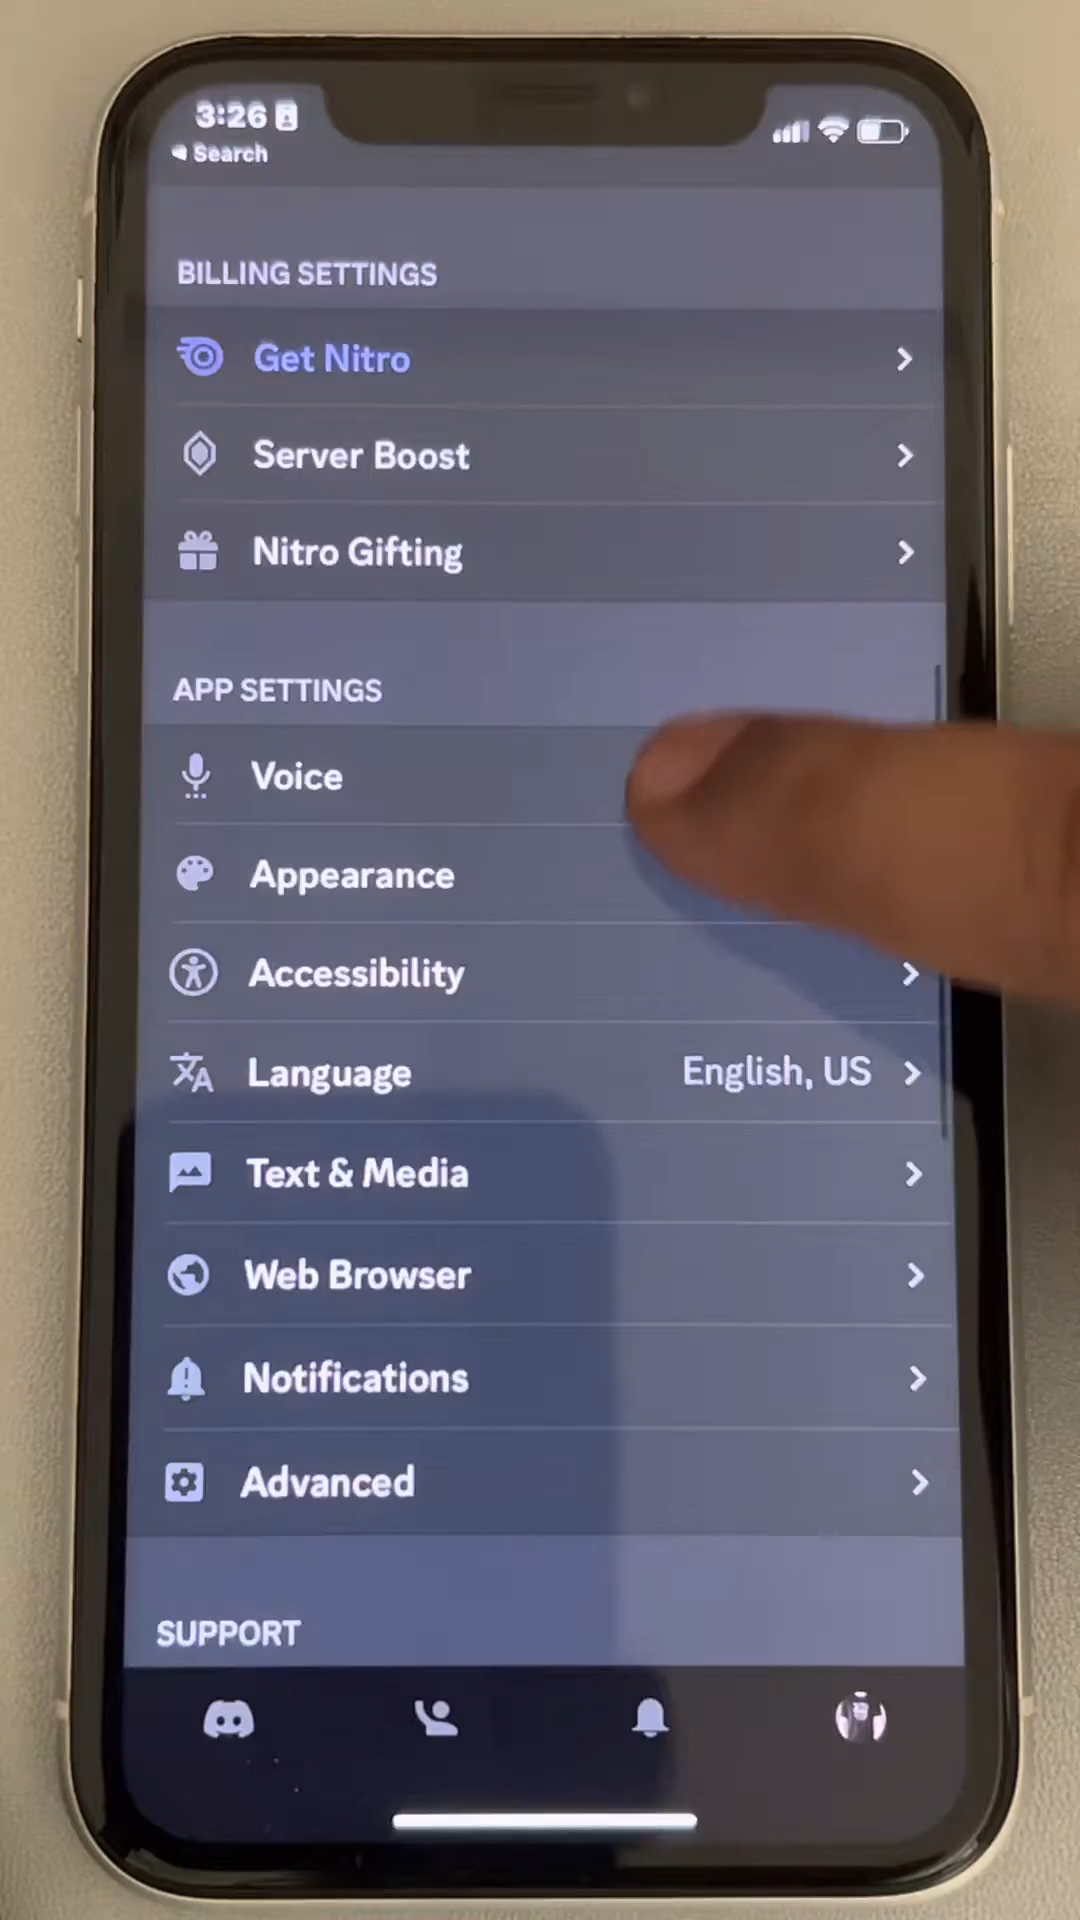 3:26
Search
BILLING SETTINGS
Get Nitro
Server Boost
Nitro Gifting
APP SETTINGS
Voice
Appearance
Accessibility
Language English, US
Text & Media
Web Browser
Notifications
Advanced
SUPPORT